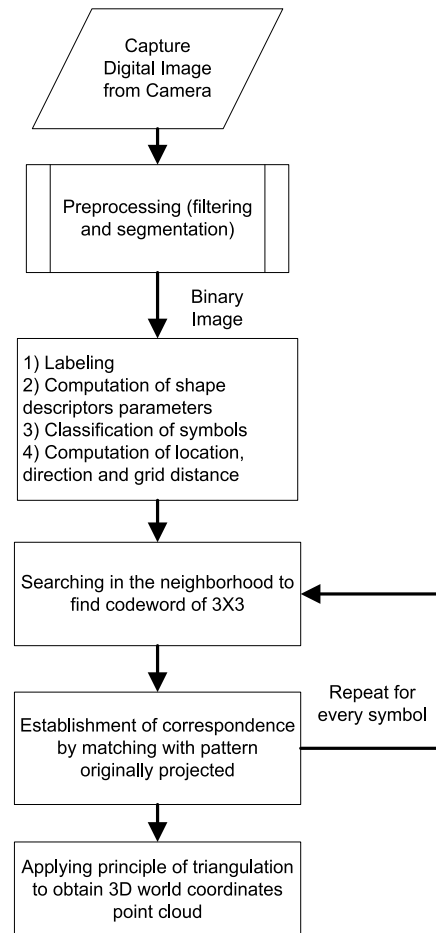 Capture
Digital Image
from Camera
Preprocessing (filtering
and segmentation)
Binary
Image
1) Labeling
2) Computation of shape
descriptors parameters
3) Classification of symbols
4) Computation of location,
direction and grid distance
Searching in the neighborhood to
find codeword of 3X3
Repeat for
every symbol
Establishment of correspondence
by matching with pattern
originally projected
Applying principle of triangulation
to obtain 3D world coordinates
point cloud